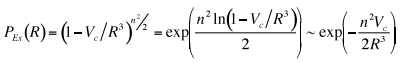 P_{Ex}(R) = (1 - V_c / R^3)^{n^2/2} = exp( n^2 ln(1 - V_c / R^3) / 2 ) ~ exp( - n^2 V_c / 2R^3 )